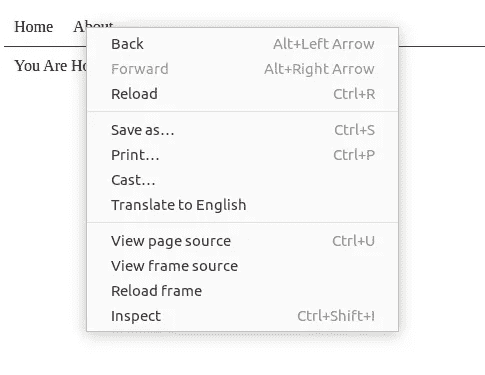 Home About
You Are Ho
Back Alt+Left Arrow
Forward Alt+Right Arrow
Reload Ctrl+R
Save as… Ctrl+S
Print… Ctrl+P
Cast…
Translate to English
View page source Ctrl+U
View frame source
Reload frame
Inspect Ctrl+Shift+I